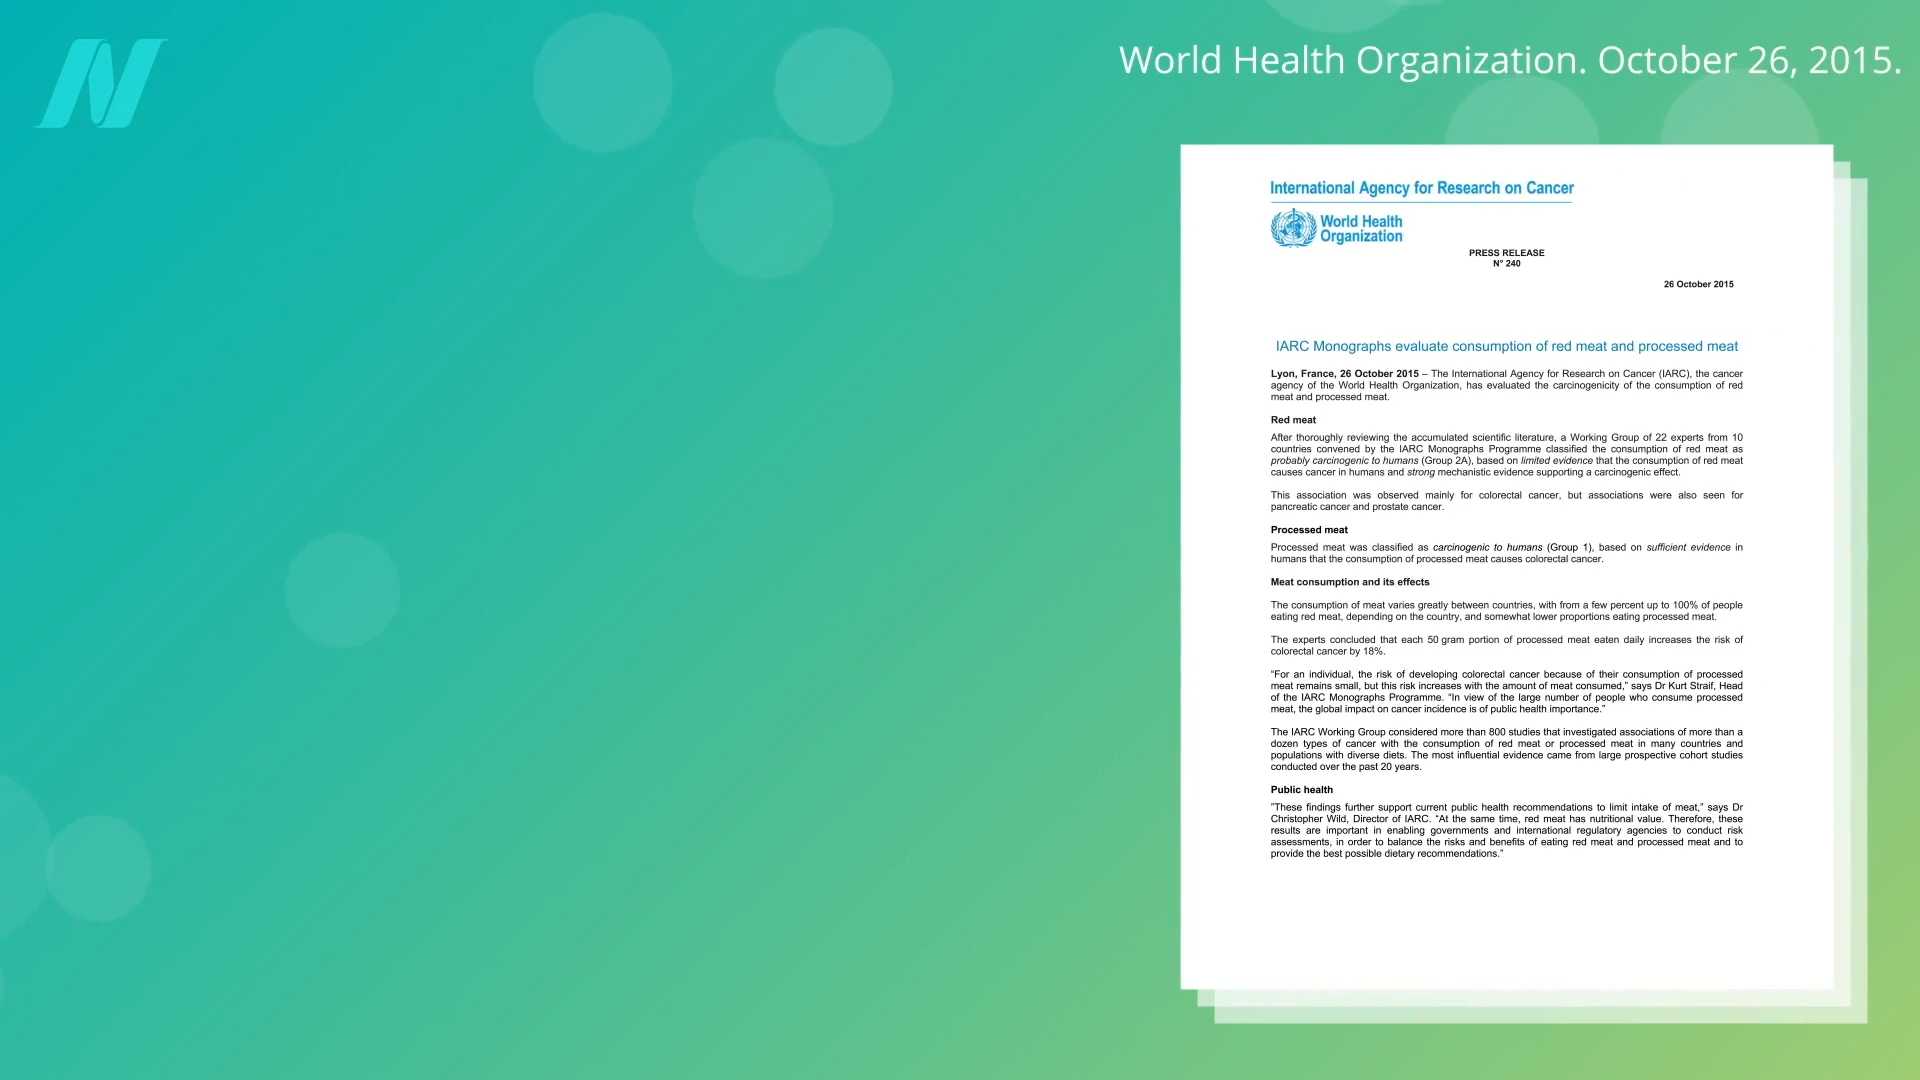 World Health Organization. October 26, 2015.
International Agency for Research on Cancer
World Health
Organization
PRESS RELEASE
N° 240
26 October 2015
IARC Monographs evaluate consumption of red meat and processed meat
Lyon, France, 26 October 2015 – The International Agency for Research on Cancer (IARC), the cancer
agency of the World Health Organization, has evaluated the carcinogenicity of the consumption of red
meat and processed meat.
Red meat
After thoroughly reviewing the accumulated scientific literature, a Working Group of 22 experts from 10
countries convened by the IARC Monographs Programme classified the consumption of red meat as
probably carcinogenic to humans (Group 2A), based on limited evidence that the consumption of red meat
causes cancer in humans and strong mechanistic evidence supporting a carcinogenic effect.
This association was observed mainly for colorectal cancer, but associations were also seen for
pancreatic cancer and prostate cancer.
Processed meat
Processed meat was classified as carcinogenic to humans (Group 1), based on sufficient evidence in
humans that the consumption of processed meat causes colorectal cancer.
Meat consumption and its effects
The consumption of meat varies greatly between countries, with from a few percent up to 100% of people
eating red meat, depending on the country, and somewhat lower proportions eating processed meat.
The experts concluded that each 50 gram portion of processed meat eaten daily increases the risk of
colorectal cancer by 18%.
“For an individual, the risk of developing colorectal cancer because of their consumption of processed
meat remains small, but this risk increases with the amount of meat consumed,” says Dr Kurt Straif, Head
of the IARC Monographs Programme. “In view of the large number of people who consume processed
meat, the global impact on cancer incidence is of public health importance.”
The IARC Working Group considered more than 800 studies that investigated associations of more than a
dozen types of cancer with the consumption of red meat or processed meat in many countries and
populations with diverse diets. The most influential evidence came from large prospective cohort studies
conducted over the past 20 years.
Public health
”These findings further support current public health recommendations to limit intake of meat,” says Dr
Christopher Wild, Director of IARC. “At the same time, red meat has nutritional value. Therefore, these
results are important in enabling governments and international regulatory agencies to conduct risk
assessments, in order to balance the risks and benefits of eating red meat and processed meat and to
provide the best possible dietary recommendations.”